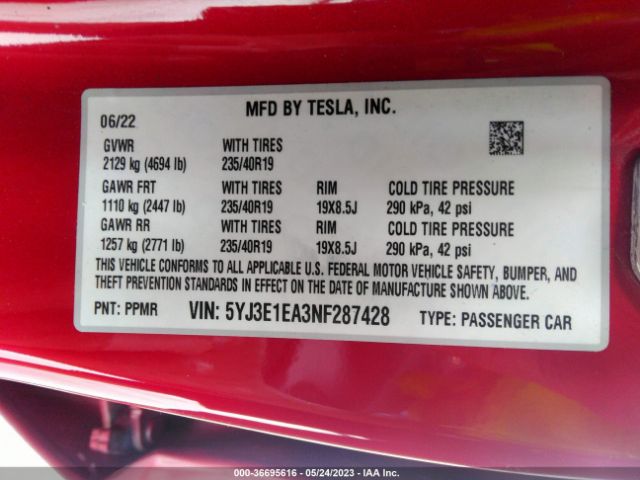 MFD BY TESLA, INC.
06/22
GVWR WITH TIRES
2129 kg (4694 lb) 235/40R19
GAWR FRT WITH TIRES RIM COLD TIRE PRESSURE
1110 kg (2447 lb) 235/40R19 19X8.5J 290 kPa, 42 psi
GAWR RR WITH TIRES RIM COLD TIRE PRESSURE
1257 kg (2771 lb) 235/40R19 19X8.5J 290 kPa, 42 psi
THIS VEHICLE CONFORMS TO ALL APPLICABLE U.S. FEDERAL MOTOR VEHICLE SAFETY, BUMPER, AND
THEFT PREVENTION STANDARDS IN EFFECT ON THE DATE OF MANUFACTURE SHOWN ABOVE.
PNT: PPMR VIN: 5YJ3E1EA3NF287428 TYPE: PASSENGER CAR
000-36695616 - 05/24/2023 - IAA Inc.